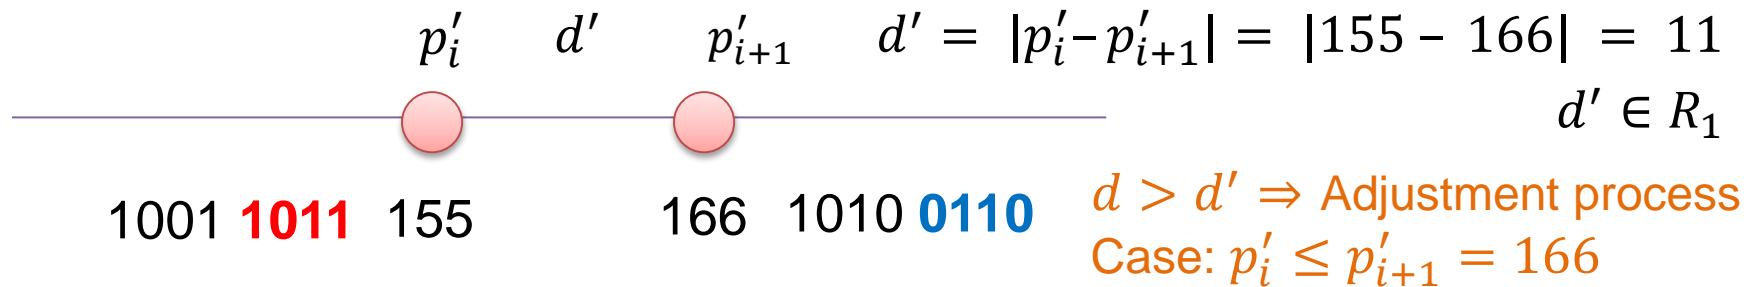 p′ᵢ d′ p′ᵢ₊₁ d′ = |p′ᵢ – p′ᵢ₊₁| = |155 – 166| = 11
d′ ∈ R₁
1001 1011 155 166 1010 0110
d > d′ ⇒ Adjustment process
Case: p′ᵢ ≤ p′ᵢ₊₁ = 166